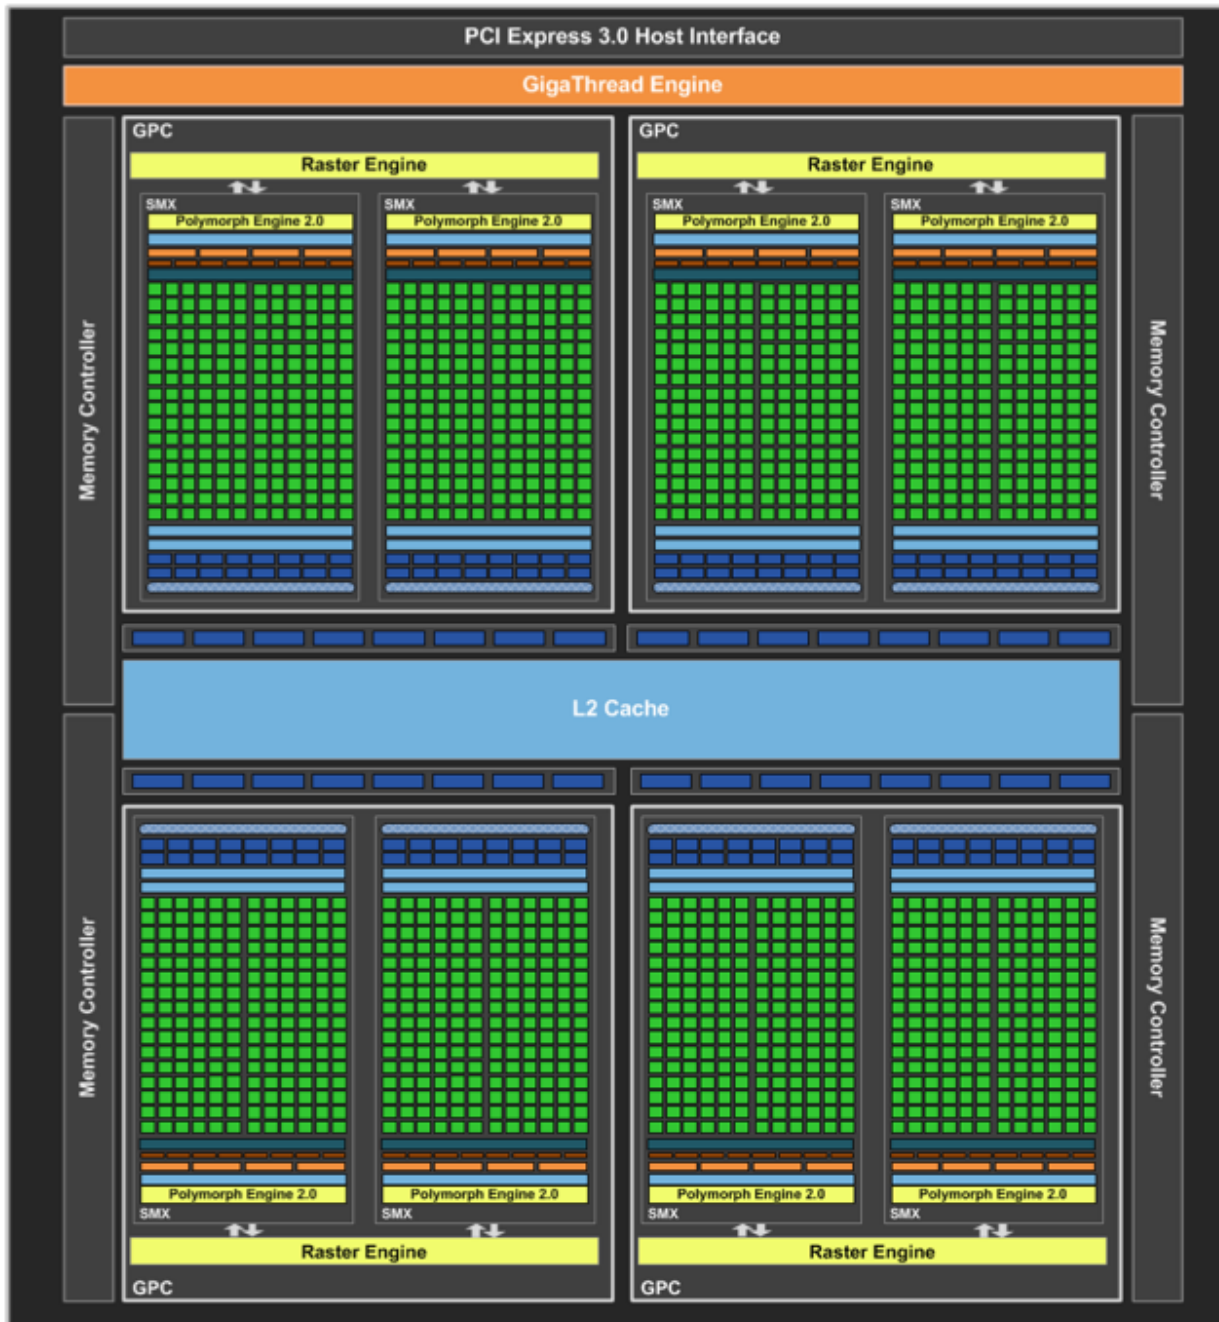 PCI Express 3.0 Host Interface
GigaThread Engine
Memory Controller
GPC
Raster Engine
SMX
Polymorph Engine 2.0
SMX
Polymorph Engine 2.0
GPC
Raster Engine
SMX
Polymorph Engine 2.0
SMX
Polymorph Engine 2.0
Memory Controller
L2 Cache
Memory Controller
Polymorph Engine 2.0
SMX
Polymorph Engine 2.0
SMX
Raster Engine
GPC
Polymorph Engine 2.0
SMX
Polymorph Engine 2.0
SMX
Raster Engine
GPC
Memory Controller